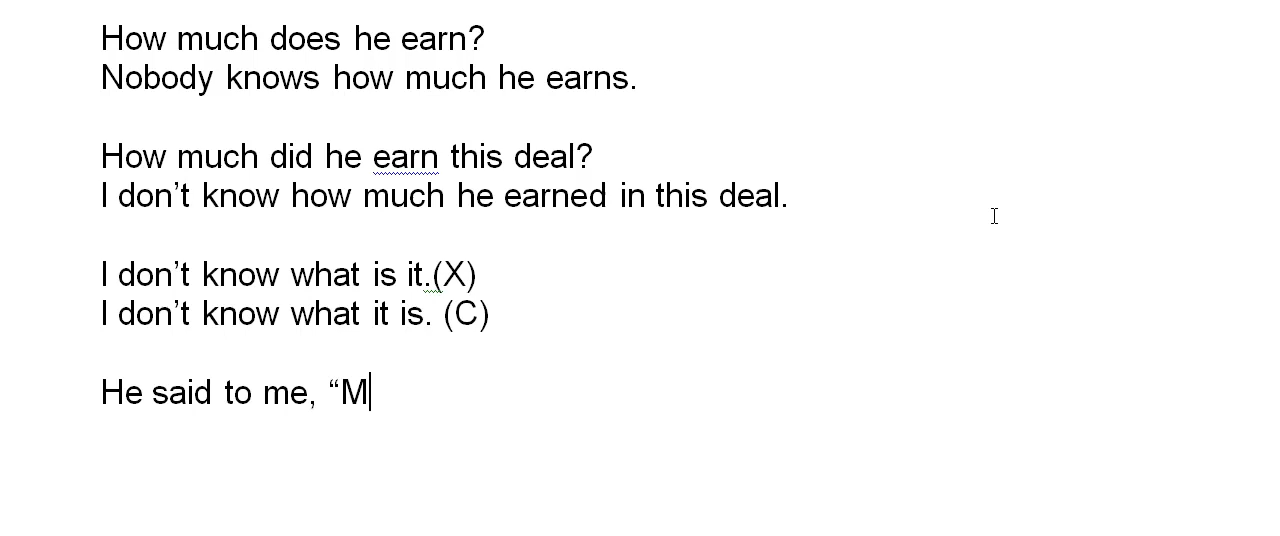 How much does he earn?
Nobody knows how much he earns.
How much did he earn this deal?
I don’t know how much he earned in this deal.
I don’t know what is it.(X)
I don’t know what it is. (C)
He said to me, “M